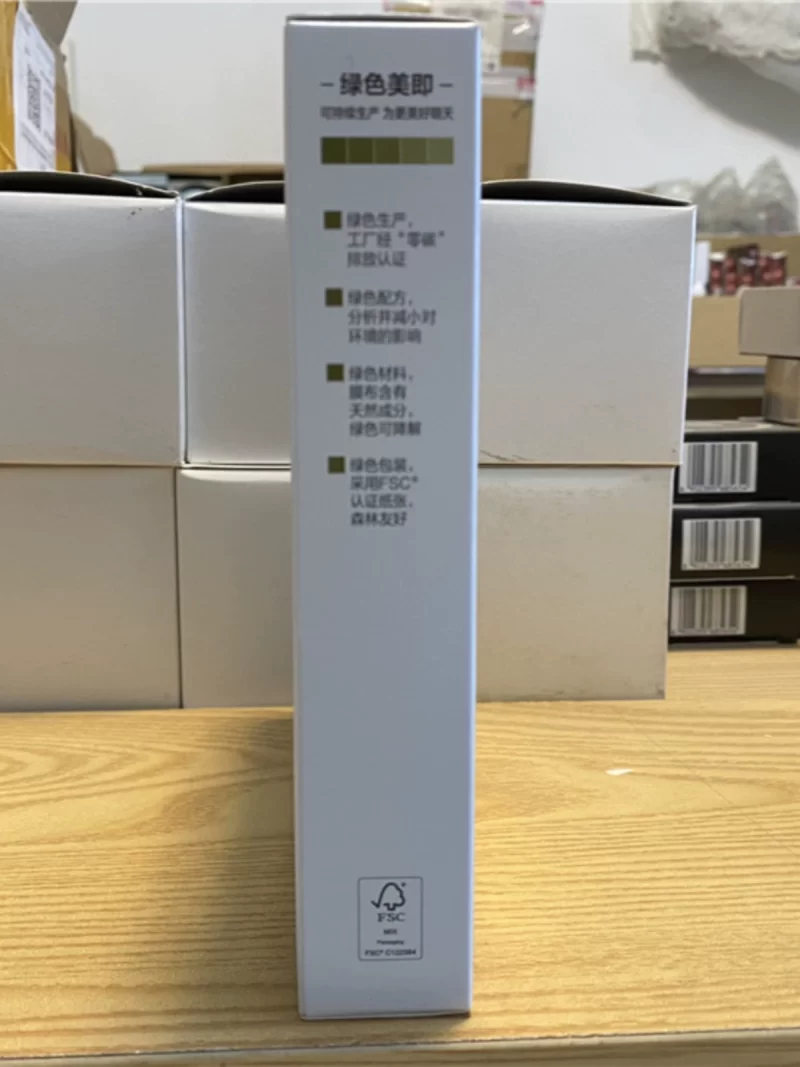 – 绿色美即 –
可持续生产 为更美好明天
绿色生产，
工厂经“零碳”
排放认证
绿色配方，
分析并减小对
环境的影响
绿色材料，
膜布含有
天然成分，
绿色可降解
绿色包装，
采用FSC®
认证纸张，
森林友好
FSC
MIX
Packaging